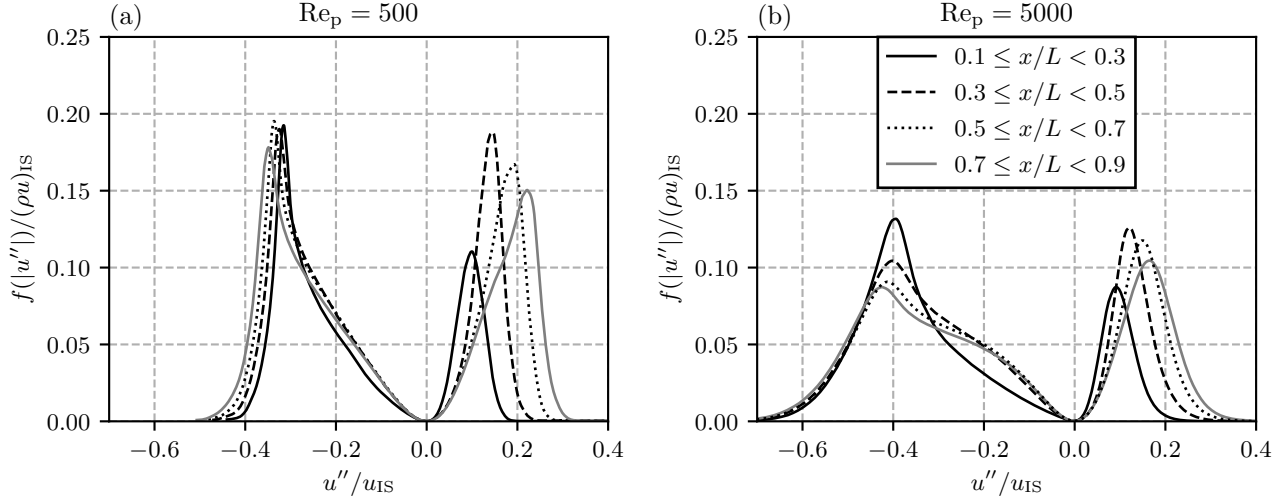 (a)
Re_p = 500
0.25
0.20
0.15
0.10
0.05
0.00
f(|u''|)/(ρu)_IS
−0.6 −0.4 −0.2 0.0 0.2 0.4
u''/u_IS
(b)
Re_p = 5000
0.25
0.20
0.15
0.10
0.05
0.00
f(|u''|)/(ρu)_IS
0.1 ≤ x/L < 0.3
0.3 ≤ x/L < 0.5
0.5 ≤ x/L < 0.7
0.7 ≤ x/L < 0.9
−0.6 −0.4 −0.2 0.0 0.2 0.4
u''/u_IS